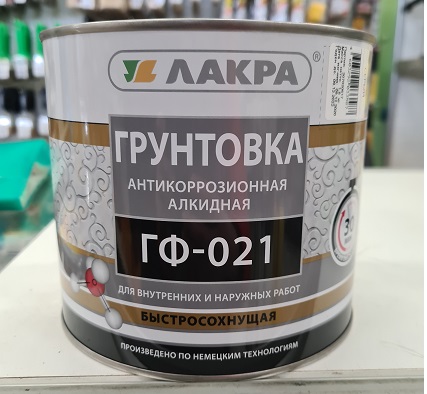 ЛАКРА®
ГРУНТОВКА
АНТИКОРРОЗИОННАЯ
АЛКИДНАЯ
ГФ-021
ДЛЯ ВНУТРЕННИХ И НАРУЖНЫХ РАБОТ
БЫСТРОСОХНУЩАЯ
ПРОИЗВЕДЕНО ПО НЕМЕЦКИМ ТЕХНОЛОГИЯМ